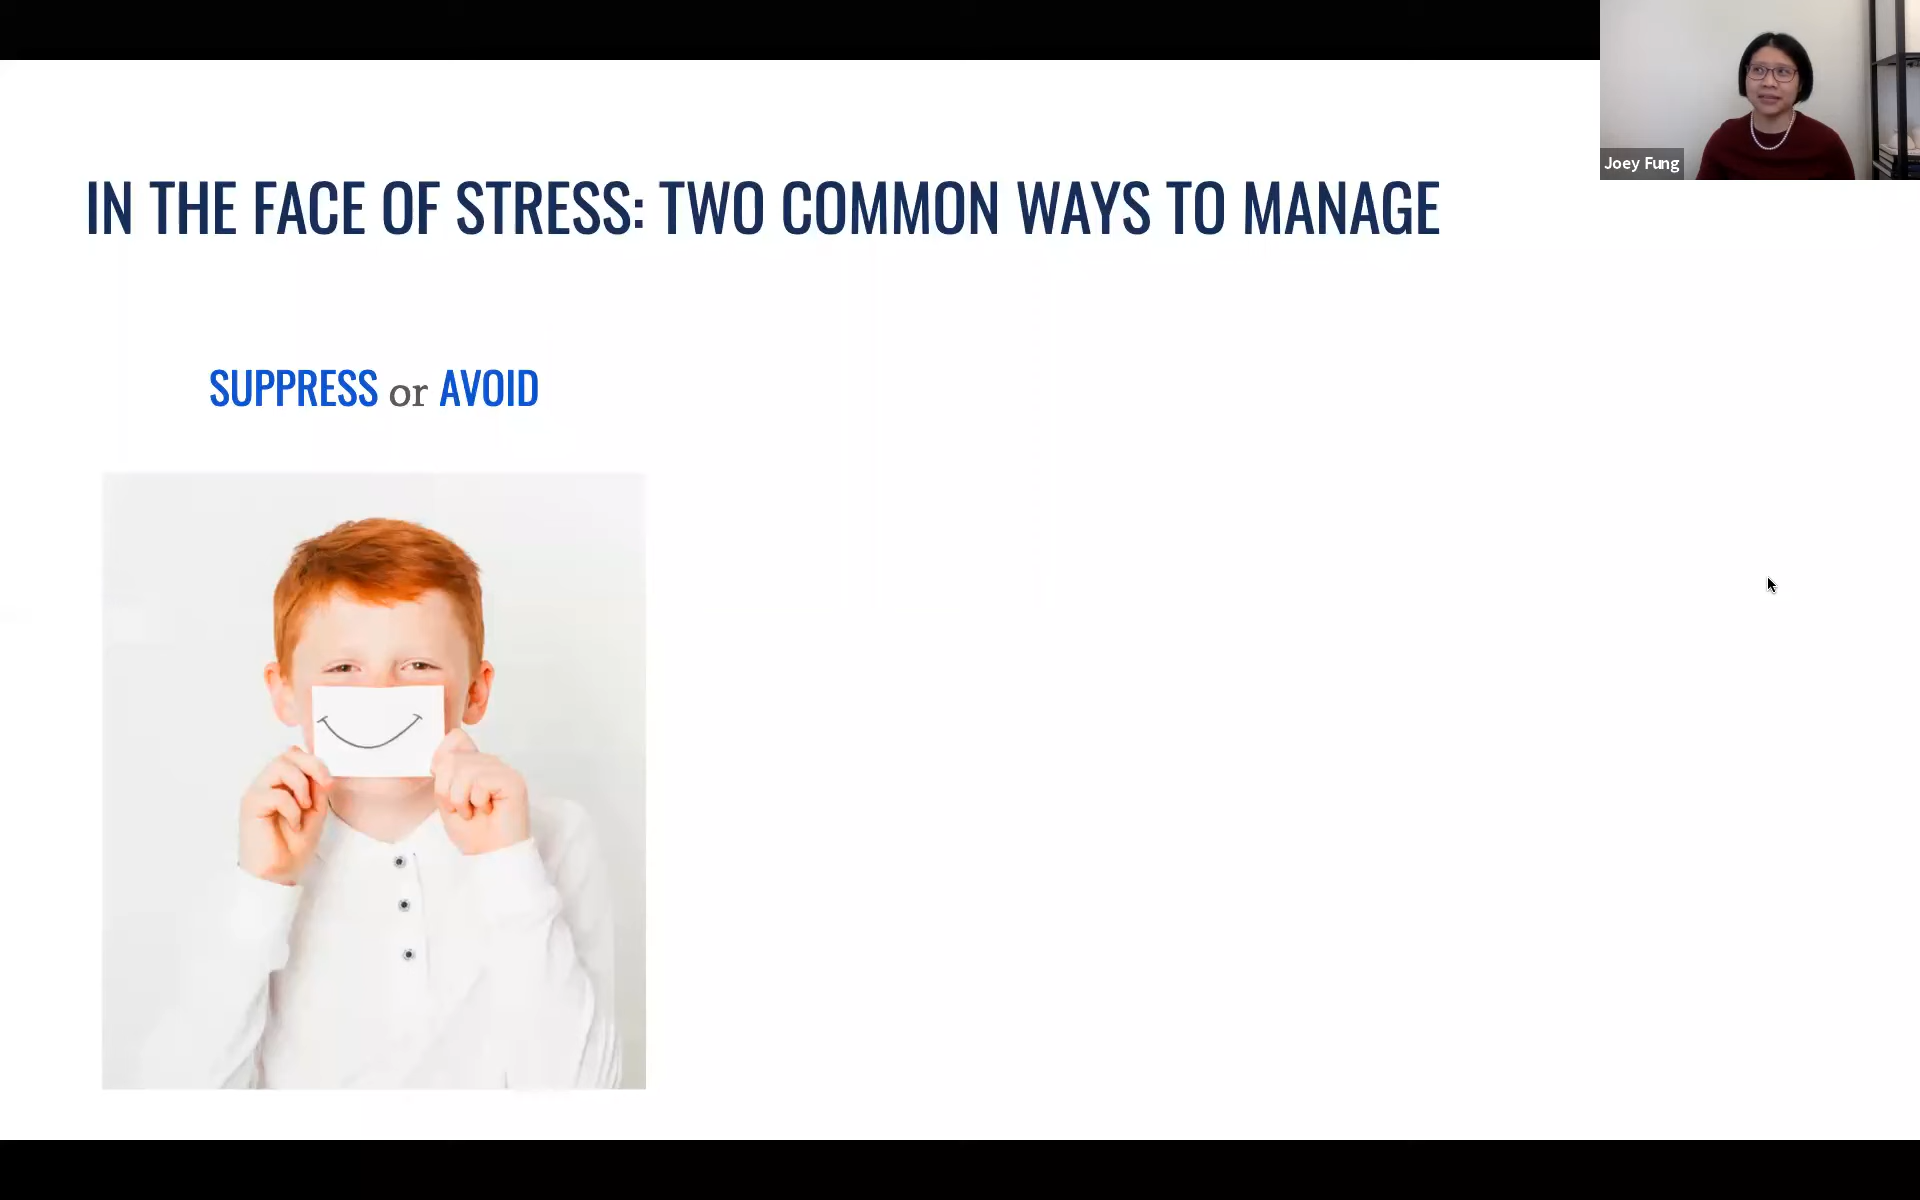 Joey Fung
IN THE FACE OF STRESS: TWO COMMON WAYS TO MANAGE
SUPPRESS or AVOID